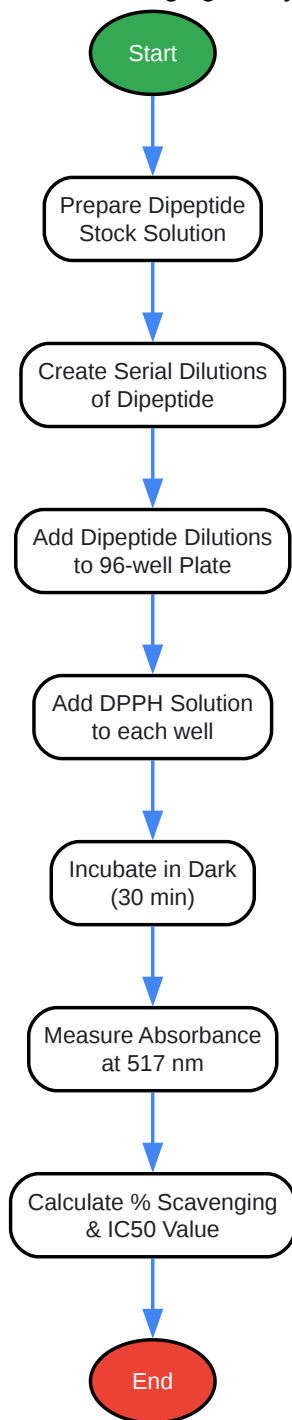 Start
Prepare Dipeptide
Stock Solution
Create Serial Dilutions
of Dipeptide
Add Dipeptide Dilutions
to 96-well Plate
Add DPPH Solution
to each well
Incubate in Dark
(30 min)
Measure Absorbance
at 517 nm
Calculate % Scavenging
& IC50 Value
End